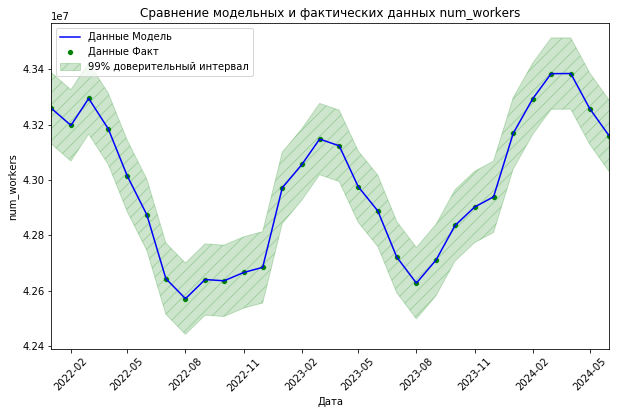 Сравнение модельных и фактических данных num_workers
1e7
Данные Модель
Данные Факт
99% доверительный интервал
4.34
4.32
4.30
4.28
4.26
4.24
num_workers
2022-02
2022-05
2022-08
2022-11
2023-02
2023-05
2023-08
2023-11
2024-02
2024-05
Дата